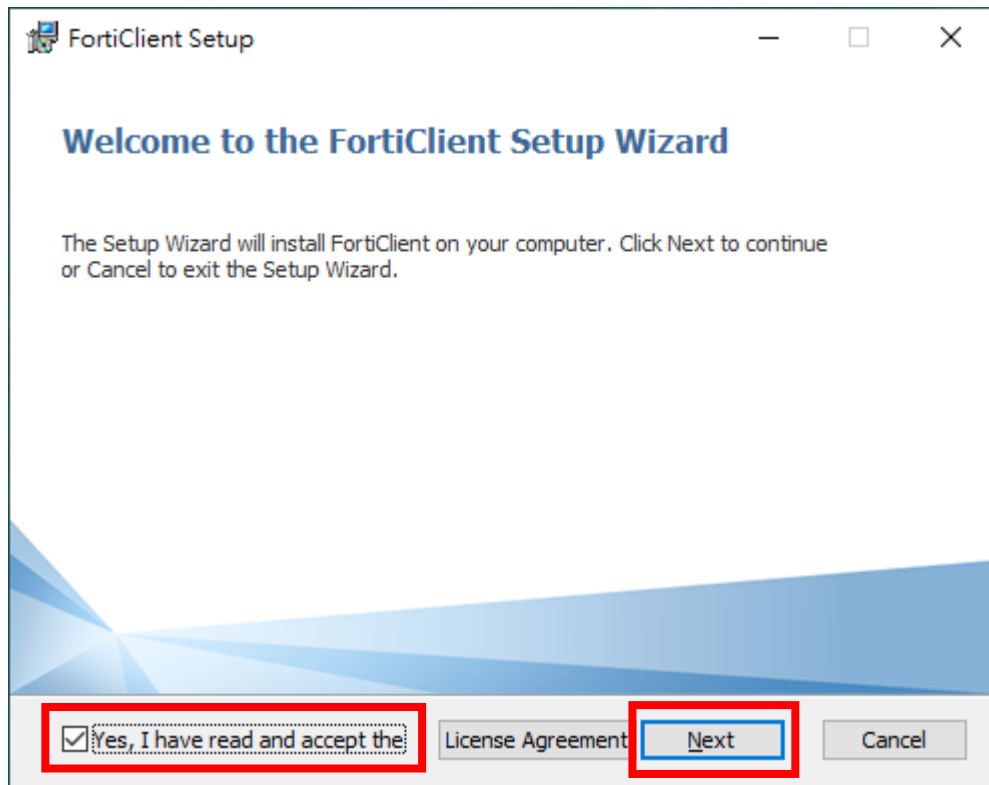 FortiClient Setup
Welcome to the FortiClient Setup Wizard
The Setup Wizard will install FortiClient on your computer. Click Next to continue
or Cancel to exit the Setup Wizard.
Yes, I have read and accept the License Agreement Next Cancel